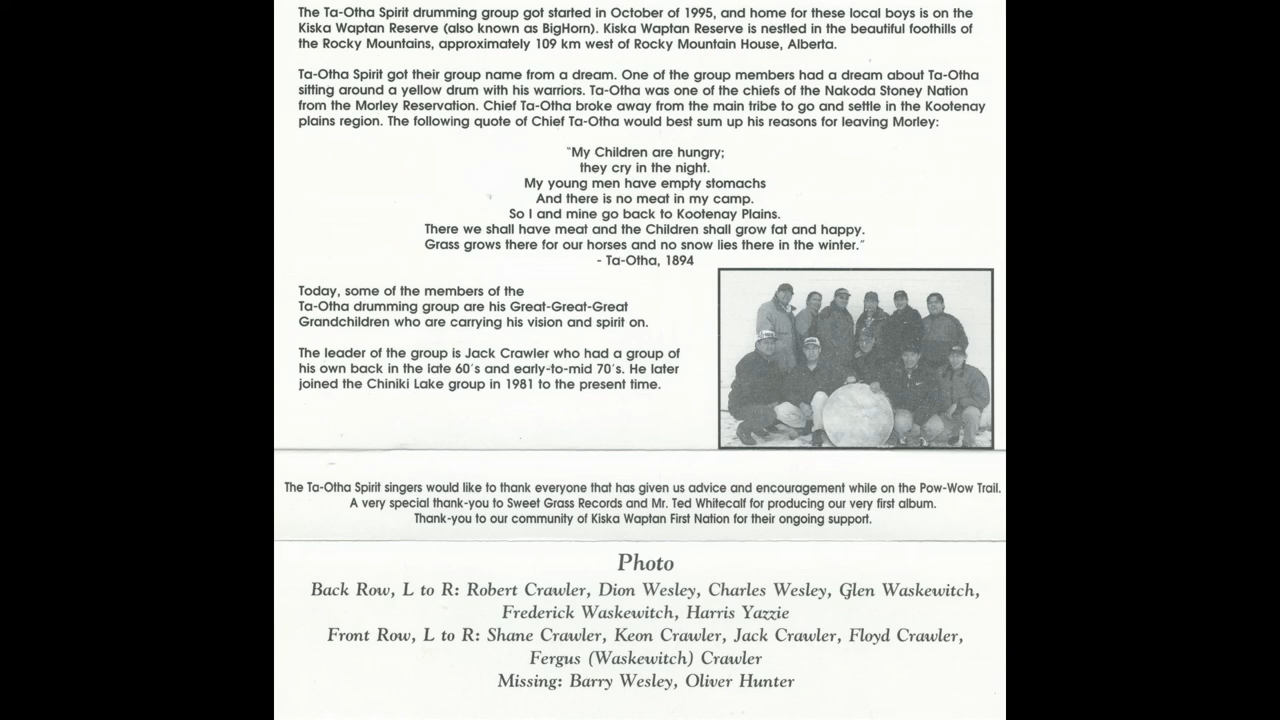 The Ta-Otha Spirit drumming group got started in October of 1995, and home for these local boys is on the
Kiska Waptan Reserve (also known as BigHorn). Kiska Waptan Reserve is nestled in the beautiful foothills of
the Rocky Mountains, approximately 109 km west of Rocky Mountain House, Alberta.
Ta-Otha Spirit got their group name from a dream. One of the group members had a dream about Ta-Otha
sitting around a yellow drum with his warriors. Ta-Otha was one of the chiefs of the Nakoda Stoney Nation
from the Morley Reservation. Chief Ta-Otha broke away from the main tribe to go and settle in the Kootenay
plains region. The following quote of Chief Ta-Otha would best sum up his reasons for leaving Morley:
"My Children are hungry;
they cry in the night.
My young men have empty stomachs
And there is no meat in my camp.
So I and mine go back to Kootenay Plains.
There we shall have meat and the Children shall grow fat and happy.
Grass grows there for our horses and no snow lies there in the winter."
- Ta-Otha, 1894
Today, some of the members of the
Ta-Otha drumming group are his Great-Great-Great
Grandchildren who are carrying his vision and spirit on.
The leader of the group is Jack Crawler who had a group of
his own back in the late 60's and early-to-mid 70's. He later
joined the Chiniki Lake group in 1981 to the present time.
The Ta-Otha Spirit singers would like to thank everyone that has given us advice and encouragement while on the Pow-Wow Trail.
A very special thank-you to Sweet Grass Records and Mr. Ted Whitecalf for producing our very first album.
Thank-you to our community of Kiska Waptan First Nation for their ongoing support.
Photo
Back Row, L to R: Robert Crawler, Dion Wesley, Charles Wesley, Glen Waskewitch,
Frederick Waskewitch, Harris Yazzie
Front Row, L to R: Shane Crawler, Keon Crawler, Jack Crawler, Floyd Crawler,
Fergus (Waskewitch) Crawler
Missing: Barry Wesley, Oliver Hunter